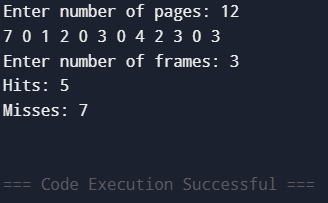 Enter number of pages: 12
7 0 1 2 0 3 0 4 2 3 0 3
Enter number of frames: 3
Hits: 5
Misses: 7
=== Code Execution Successful ===